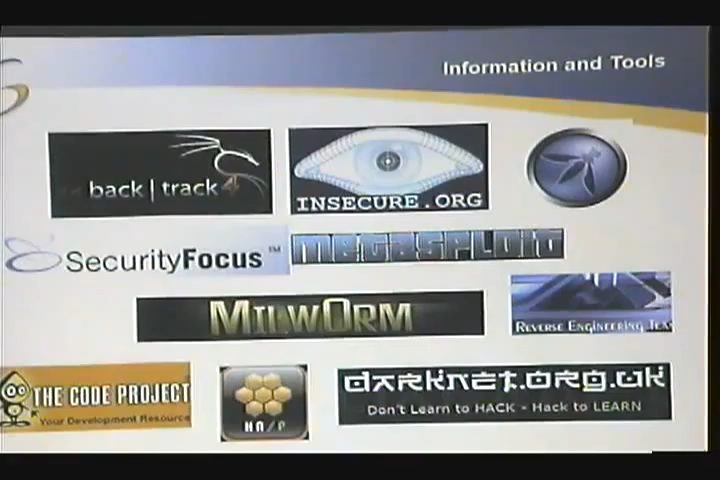 Information and Tools
back | track 4
INSECURE.ORG
SecurityFocus™
METASPLOIT
MILWORM
REVERSE ENGINEERING
THE CODE PROJECT
Your Development Resource
HN/P
darknet.org.uk
Don't Learn to HACK - Hack to LEARN